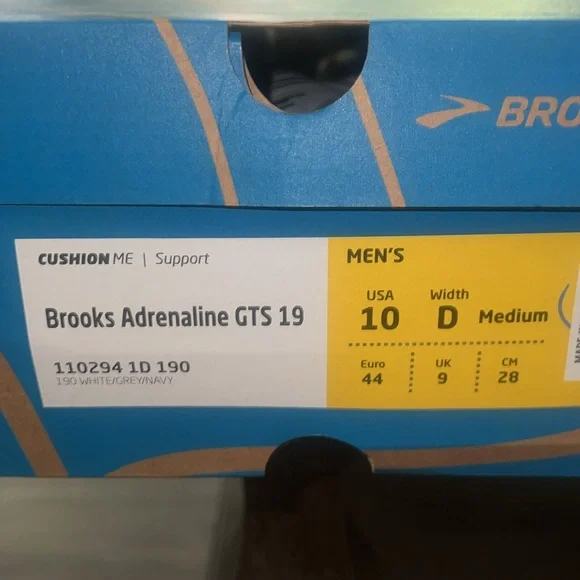 BRO
CUSHION ME | Support
Brooks Adrenaline GTS 19
110294 1D 190
190 WHITE/GREY/NAVY
MEN'S
USA Width
10 D Medium
Euro UK CM
44 9 28